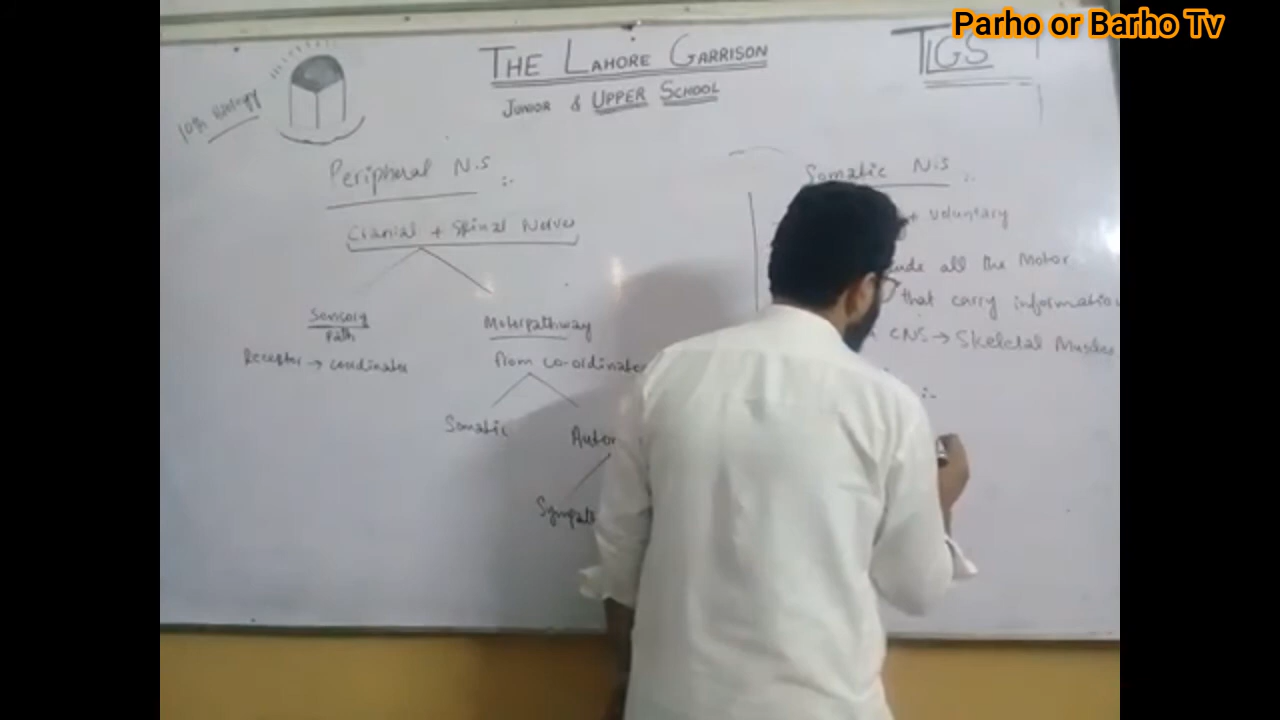 Parho or Barho Tv
THE LAHORE GARRISON
JUNIOR & UPPER SCHOOL
TLGS
10th Biology
Peripheral N.S :-
Cranial + Spinal Nerves
Sensory
Path
Receptor → coordinator
Motorpathway
from co-ordinator
Somatic
Auton
Sympath
Somatic N.S :-
+ Voluntary
ude all the Motor
that carry information
CNS → Skeletal Muscles
:-